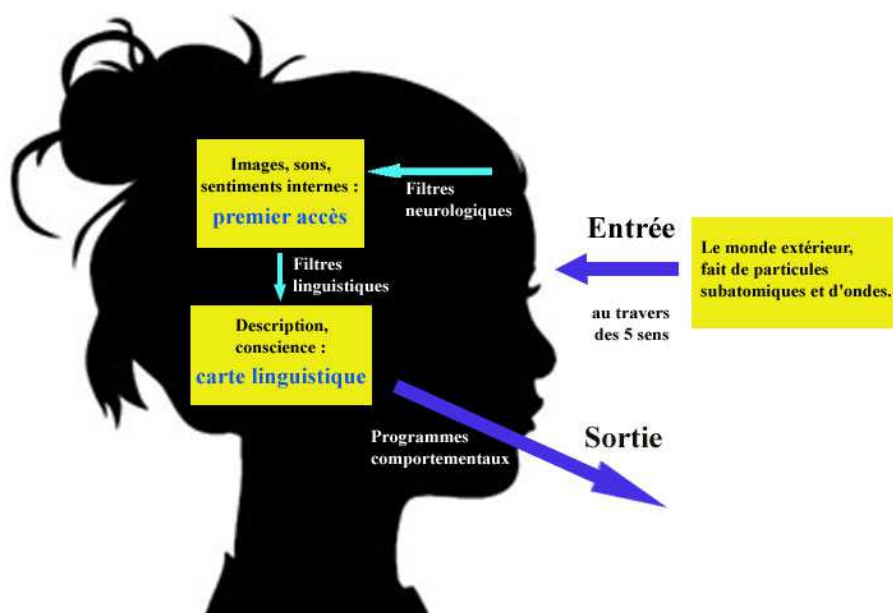 Images, sons,
sentiments internes :
premier accès
Filtres
neurologiques
Entrée
Le monde extérieur,
fait de particules
subatomiques et d'ondes.
Filtres
linguistiques
au travers
des 5 sens
Description,
conscience :
carte linguistique
Programmes
comportementaux
Sortie